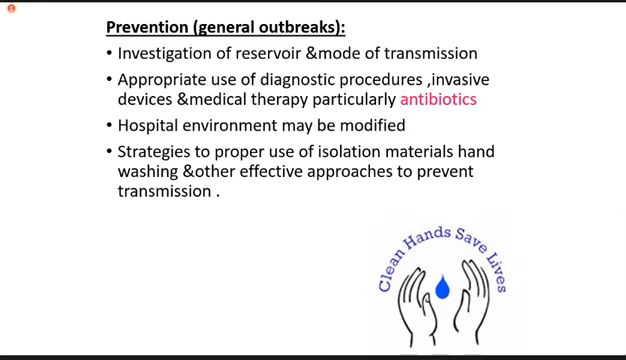 Prevention (general outbreaks):
• Investigation of reservoir &mode of transmission
• Appropriate use of diagnostic procedures ,invasive
devices &medical therapy particularly antibiotics
• Hospital environment may be modified
• Strategies to proper use of isolation materials hand
washing &other effective approaches to prevent
transmission .
Clean Hands Save Lives